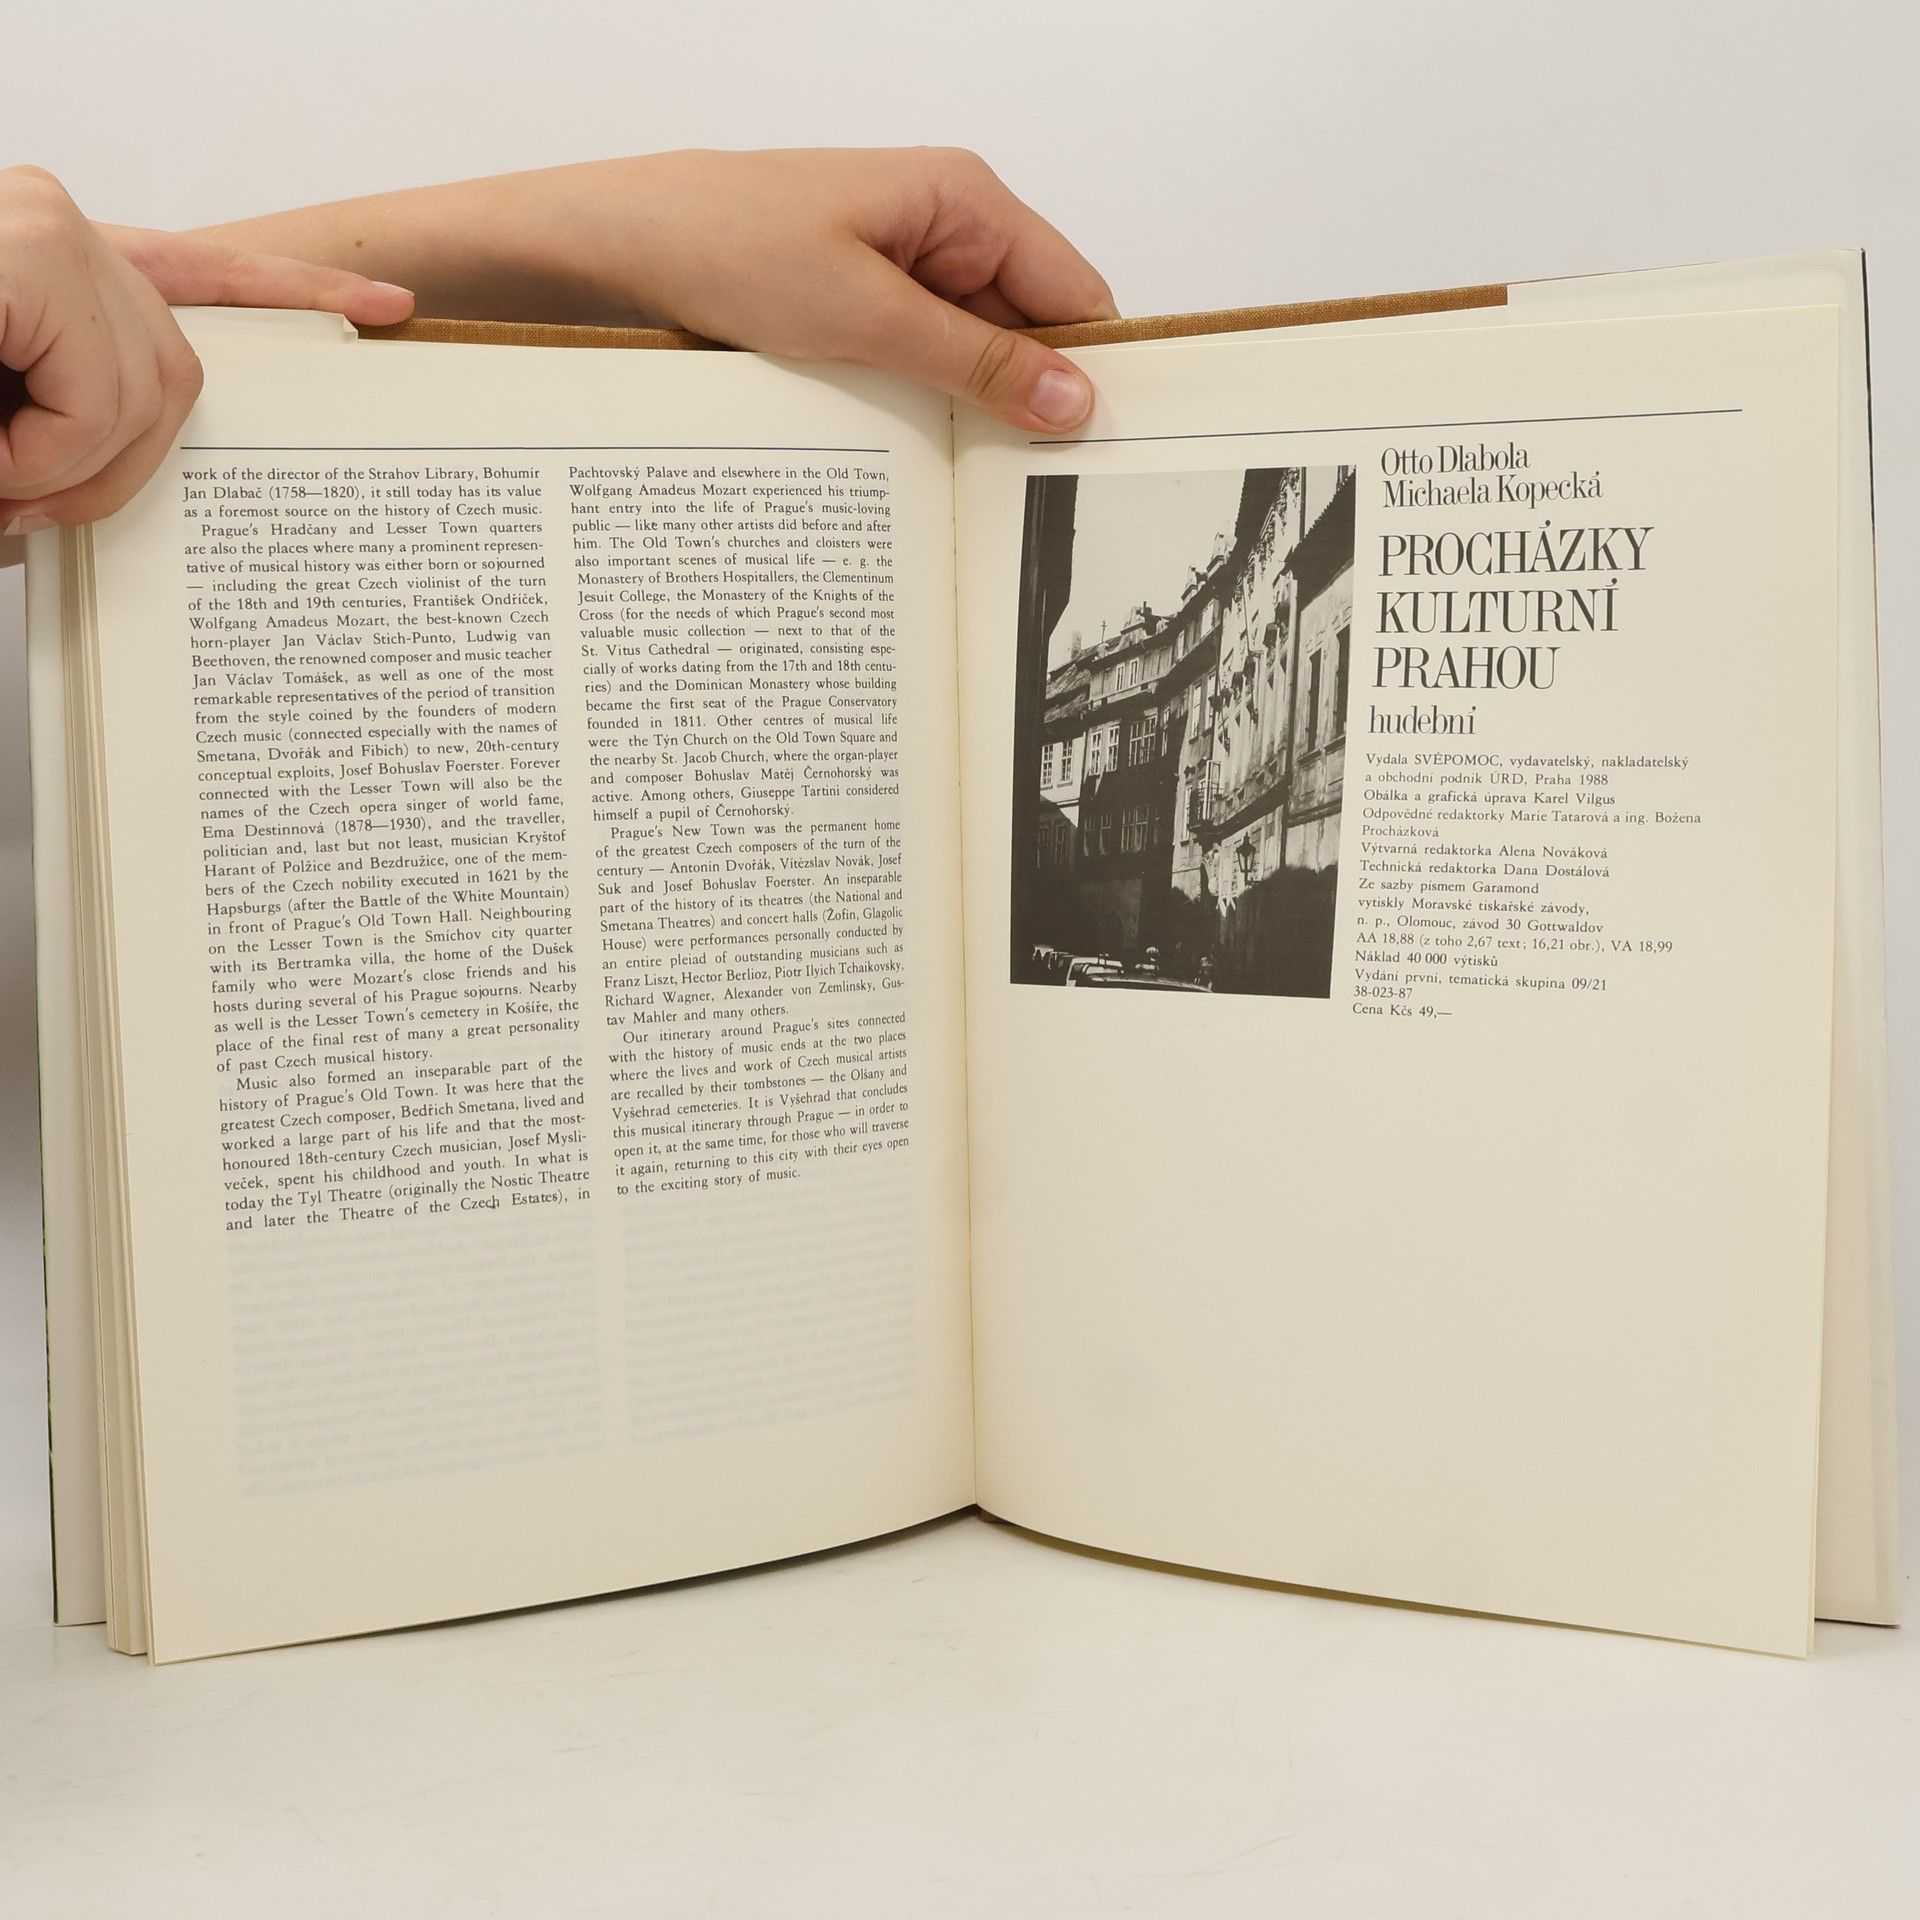 work of the director of the Strahov Library, Bohumír
Jan Dlabač (1758—1820), it still today has its value
as a foremost source on the history of Czech music.
Prague's Hradčany and Lesser Town quarters
are also the places where many a prominent represen-
tative of musical history was either born or sojourned
— including the great Czech violinist of the turn
of the 18th and 19th centuries, František Ondříček,
Wolfgang Amadeus Mozart, the best-known Czech
horn-player Jan Václav Stich-Punto, Ludwig van
Beethoven, the renowned composer and music teacher
Jan Václav Tomášek, as well as one of the most
remarkable representatives of the period of transition
from the style coined by the founders of modern
Czech music (connected especially with the names of
Smetana, Dvořák and Fibich) to new, 20th-century
conceptual exploits, Josef Bohuslav Foerster. Forever
connected with the Lesser Town will also be the
names of the Czech opera singer of world fame,
Ema Destinnová (1878—1930), and the traveller,
politician and, last but not least, musician Kryštof
Harant of Polžice and Bezdružice, one of the mem-
bers of the Czech nobility executed in 1621 by the
Hapsburgs (after the Battle of the White Mountain)
in front of Prague's Old Town Hall. Neighbouring
on the Lesser Town is the Smíchov city quarter
with its Bertramka villa, the home of the Dušek
family who were Mozart's close friends and his
hosts during several of his Prague sojourns. Nearby
as well is the Lesser Town's cemetery in Košíře, the
place of the final rest of many a great personality
of past Czech musical history.
Music also formed an inseparable part of the
history of Prague's Old Town. It was here that the
greatest Czech composer, Bedřich Smetana, lived and
worked a large part of his life and that the most-
honoured 18th-century Czech musician, Josef Mysli-
veček, spent his childhood and youth. In what is
today the Tyl Theatre (originally the Nostic Theatre
and later the Theatre of the Czech Estates), in
Pachtovský Palave and elsewhere in the Old Town,
Wolfgang Amadeus Mozart experienced his triump-
hant entry into the life of Prague's music-loving
public — like many other artists did before and after
him. The Old Town's churches and cloisters were
also important scenes of musical life — e. g. the
Monastery of Brothers Hospitallers, the Clementinum
Jesuit College, the Monastery of the Knights of the
Cross (for the needs of which Prague's second most
valuable music collection — next to that of the
St. Vitus Cathedral — originated, consisting espe-
cially of works dating from the 17th and 18th centu-
ries) and the Dominican Monastery whose building
became the first seat of the Prague Conservatory
founded in 1811. Other centres of musical life
were the Týn Church on the Old Town Square and
the nearby St. Jacob Church, where the organ-player
and composer Bohuslav Matěj Černohorský was
active. Among others, Giuseppe Tartini considered
himself a pupil of Černohorský.
Prague's New Town was the permanent home
of the greatest Czech composers of the turn of the
century — Antonín Dvořák, Vítězslav Novák, Josef
Suk and Josef Bohuslav Foerster. An inseparable
part of the history of its theatres (the National and
Smetana Theatres) and concert halls (Žofín, Glagolic
House) were performances personally conducted by
an entire pleiad of outstanding musicians such as
Franz Liszt, Hector Berlioz, Piotr Ilyich Tchaikovsky,
Richard Wagner, Alexander von Zemlinsky, Gus-
tav Mahler and many others.
Our itinerary around Prague's sites connected
with the history of music ends at the two places
where the lives and work of Czech musical artists
are recalled by their tombstones — the Olšany and
Vyšehrad cemeteries. It is Vyšehrad that concludes
this musical itinerary through Prague — in order to
open it, at the same time, for those who will traverse
it again, returning to this city with their eyes open
to the exciting story of music.
Otto Dlabola
Michaela Kopecká
PROCHÁZKY
KULTURNÍ
PRAHOU
hudební
Vydala SVÉPOMOC, vydavatelský, nakladatelský
a obchodní podnik ÚRD, Praha 1988
Obálka a grafická úprava Karel Vilgus
Odpovědné redaktorky Marie Tatarová a ing. Božena
Procházková
Výtvarná redaktorka Alena Nováková
Technická redaktorka Dana Dostálová
Ze sazby písmem Garamond
vytiskly Moravské tiskařské závody,
n. p., Olomouc, závod 30 Gottwaldov
AA 18,88 (z toho 2,67 text; 16,21 obr.), VA 18,99
Náklad 40 000 výtisků
Vydání první, tematická skupina 09/21
38-023-87
Cena Kčs 49,—